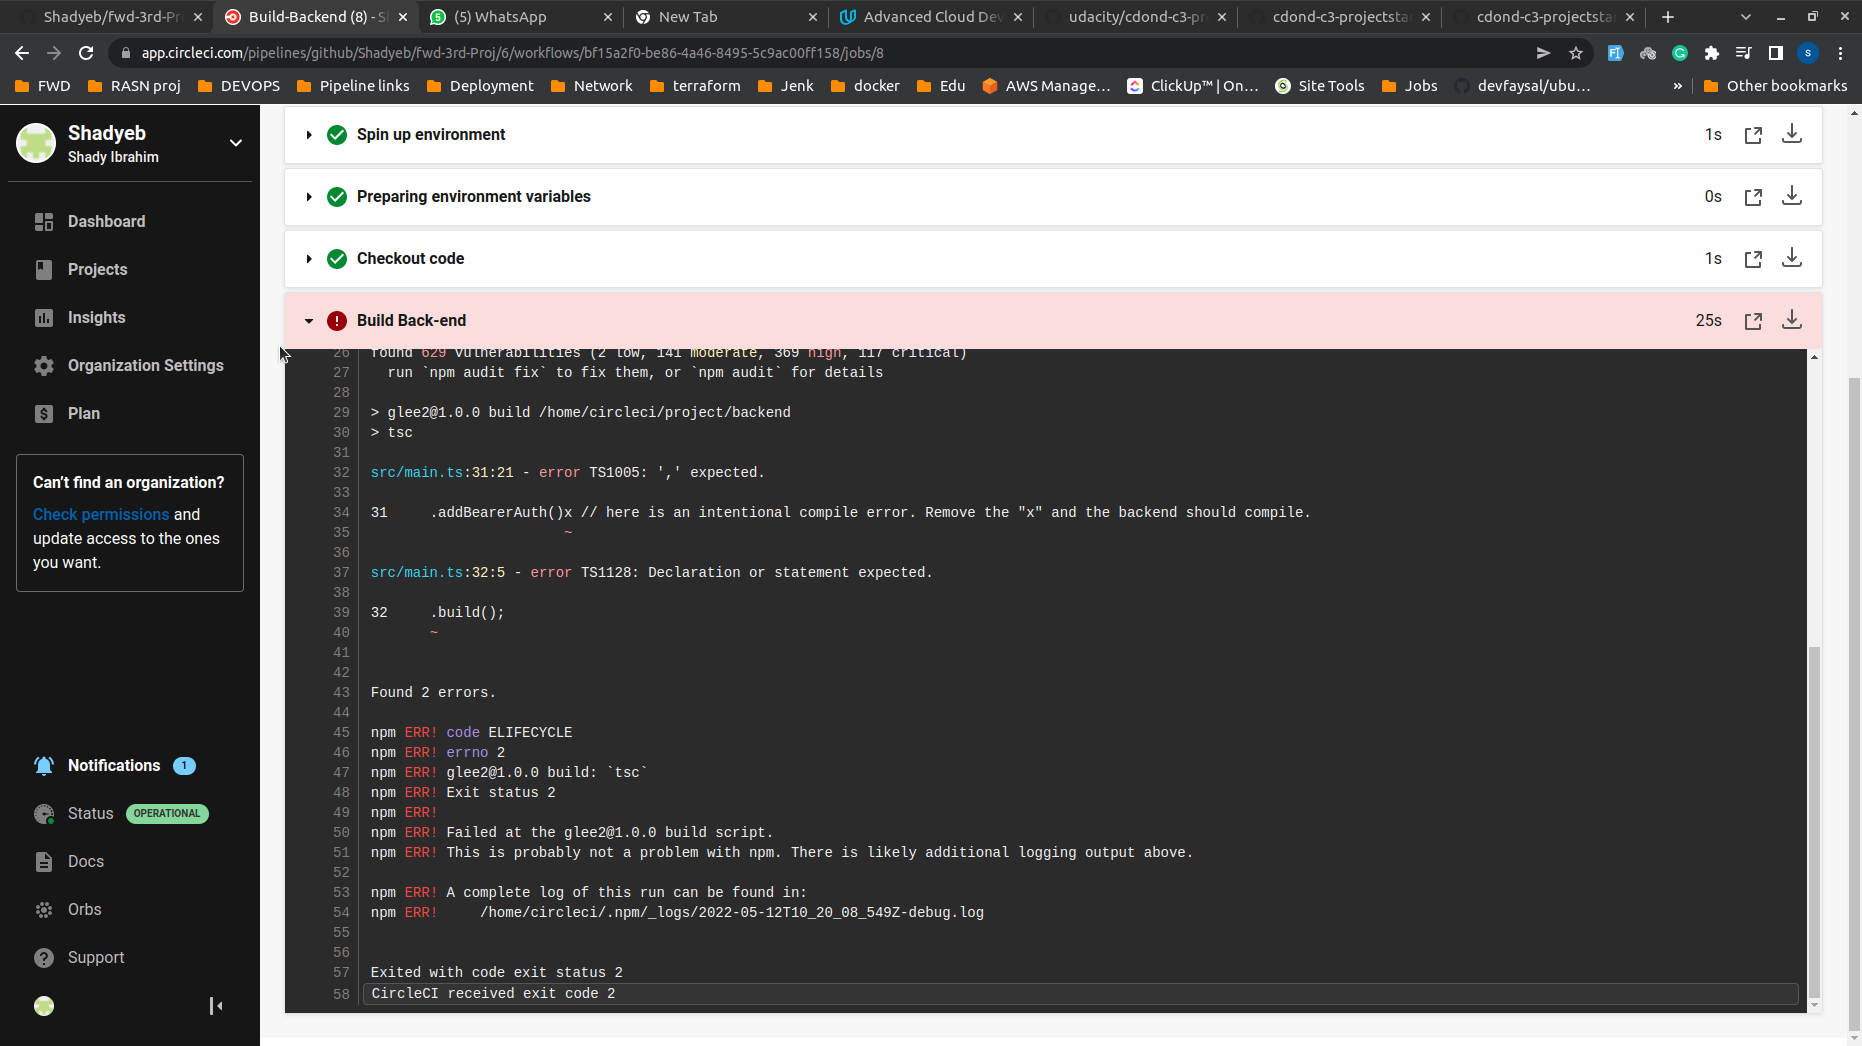 Shadyeb/fwd-3rd-Pr
Build-Backend (8) - S
(5) WhatsApp
New Tab
Advanced Cloud Dev
udacity/cdond-c3-pr
cdond-c3-projectsta
cdond-c3-projectsta
app.circleci.com/pipelines/github/Shadyeb/fwd-3rd-Proj/6/workflows/bf15a2f0-be86-4a46-8495-5c9ac00ff158/jobs/8
FWD
RASN proj
DEVOPS
Pipeline links
Deployment
Network
terraform
Jenk
docker
Edu
AWS Manage...
ClickUp™ | On...
Site Tools
Jobs
devfaysal/ubu...
»
Other bookmarks
Shadyeb
Shady Ibrahim
Dashboard
Projects
Insights
Organization Settings
Plan
Can't find an organization?
Check permissions and
update access to the ones
you want.
Notifications 1
Status OPERATIONAL
Docs
Orbs
Support
Spin up environment 1s
Preparing environment variables 0s
Checkout code 1s
Build Back-end 25s
26 found 629 vulnerabilities (2 low, 141 moderate, 369 high, 117 critical)
27 run `npm audit fix` to fix them, or `npm audit` for details
28
29 > glee2@1.0.0 build /home/circleci/project/backend
30 > tsc
31
32 src/main.ts:31:21 - error TS1005: ',' expected.
33
34 31 .addBearerAuth()x // here is an intentional compile error. Remove the "x" and the backend should compile.
35 ~
36
37 src/main.ts:32:5 - error TS1128: Declaration or statement expected.
38
39 32 .build();
40 ~
41
42
43 Found 2 errors.
44
45 npm ERR! code ELIFECYCLE
46 npm ERR! errno 2
47 npm ERR! glee2@1.0.0 build: `tsc`
48 npm ERR! Exit status 2
49 npm ERR!
50 npm ERR! Failed at the glee2@1.0.0 build script.
51 npm ERR! This is probably not a problem with npm. There is likely additional logging output above.
52
53 npm ERR! A complete log of this run can be found in:
54 npm ERR! /home/circleci/.npm/_logs/2022-05-12T10_20_08_549Z-debug.log
55
56
57 Exited with code exit status 2
58 CircleCI received exit code 2